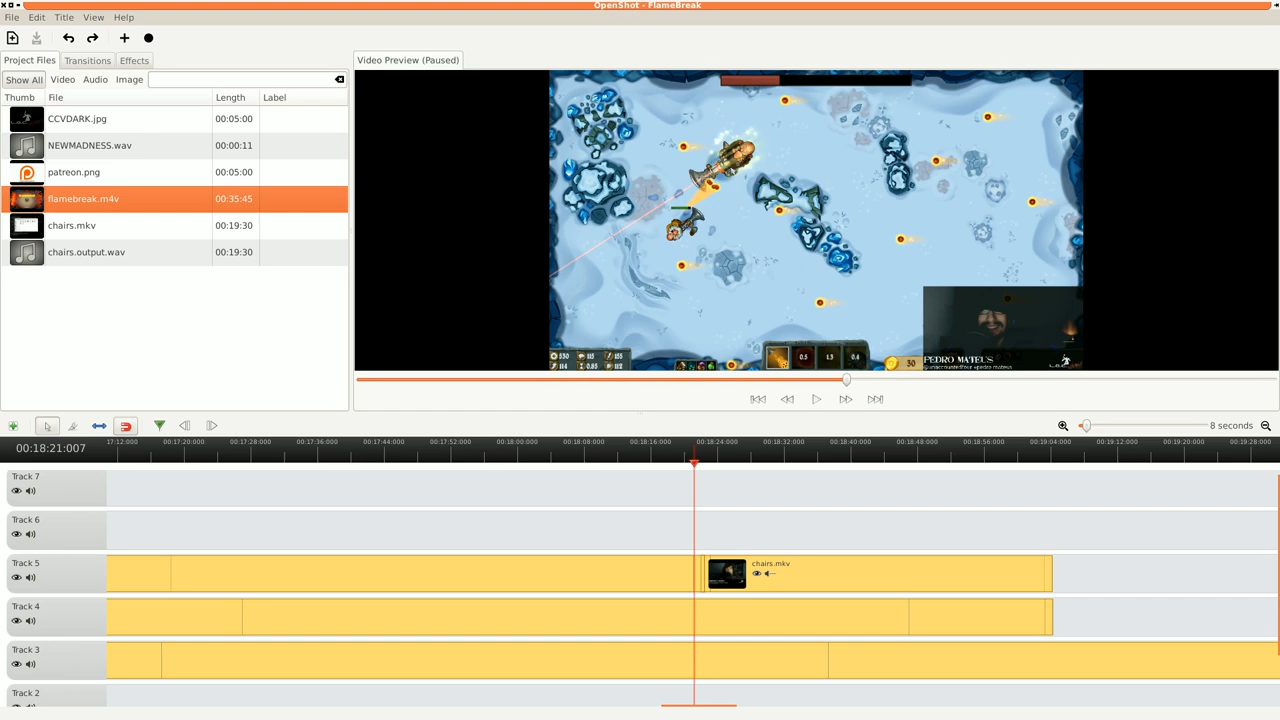 OpenShot - FlameBreak
File Edit Title View Help
Project Files Transitions Effects
Video Preview (Paused)
Show All Video Audio Image
Thumb File Length Label
CCVDARK.jpg 00:05:00
NEWMADNESS.wav 00:00:11
patreon.png 00:05:00
flamebreak.m4v 00:35:45
chairs.mkv 00:19:30
chairs.output.wav 00:19:30
0.5 1.3 0.4
30
PEDRO MATEUS
8 seconds
00:18:21:007
17:12:000 00:17:20:000 00:17:28:000 00:17:36:000 00:17:44:000 00:17:52:000 00:18:00:000 00:18:08:000 00:18:16:000 00:18:24:000 00:18:32:000 00:18:40:000 00:18:48:000 00:18:56:000 00:19:04:000 00:19:12:000 00:19:20:000 00:19:28:000
Track 7
Track 6
Track 5
chairs.mkv
Track 4
Track 3
Track 2